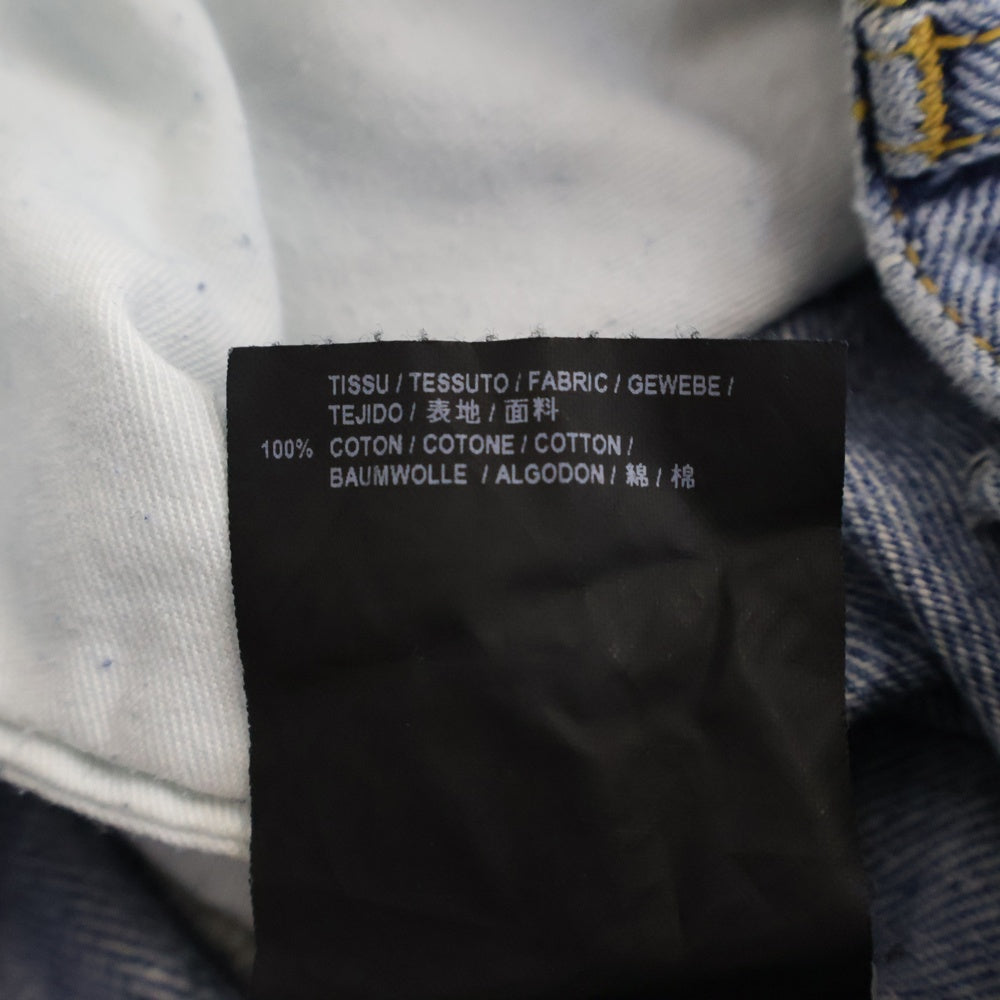 TISSU / TESSUTO / FABRIC / GEWEBE /
TEJIDO / 表地 / 面料
100% COTON / COTONE / COTTON /
BAUMWOLLE / ALGODON / 綿 / 棉